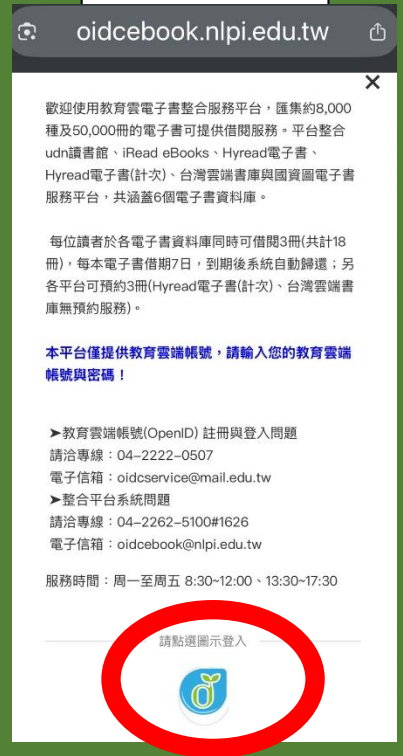 oidcebook.nlpi.edu.tw
歡迎使用教育雲電子書整合服務平台，匯集約8,000
種及50,000冊的電子書可提供借閱服務。平台整合
udn讀書館、iRead eBooks、Hyread電子書、
Hyread電子書(計次)、台灣雲端書庫與國資圖電子書
服務平台，共涵蓋6個電子書資料庫。
每位讀者於各電子書資料庫同時可借閱3冊(共計18
冊)，每本電子書借期7日，到期後系統自動歸還；另
各平台可預約3冊(Hyread電子書(計次)、台灣雲端書
庫無預約服務)。
本平台僅提供教育雲端帳號，請輸入您的教育雲端
帳號與密碼！
➤教育雲端帳號(OpenID) 註冊與登入問題
請洽專線：04-2222-0507
電子信箱：oidcservice@mail.edu.tw
➤整合平台系統問題
請洽專線：04-2262-5100#1626
電子信箱：oidcebook@nlpi.edu.tw
服務時間：周一至周五 8:30~12:00、13:30~17:30
請點選圖示登入